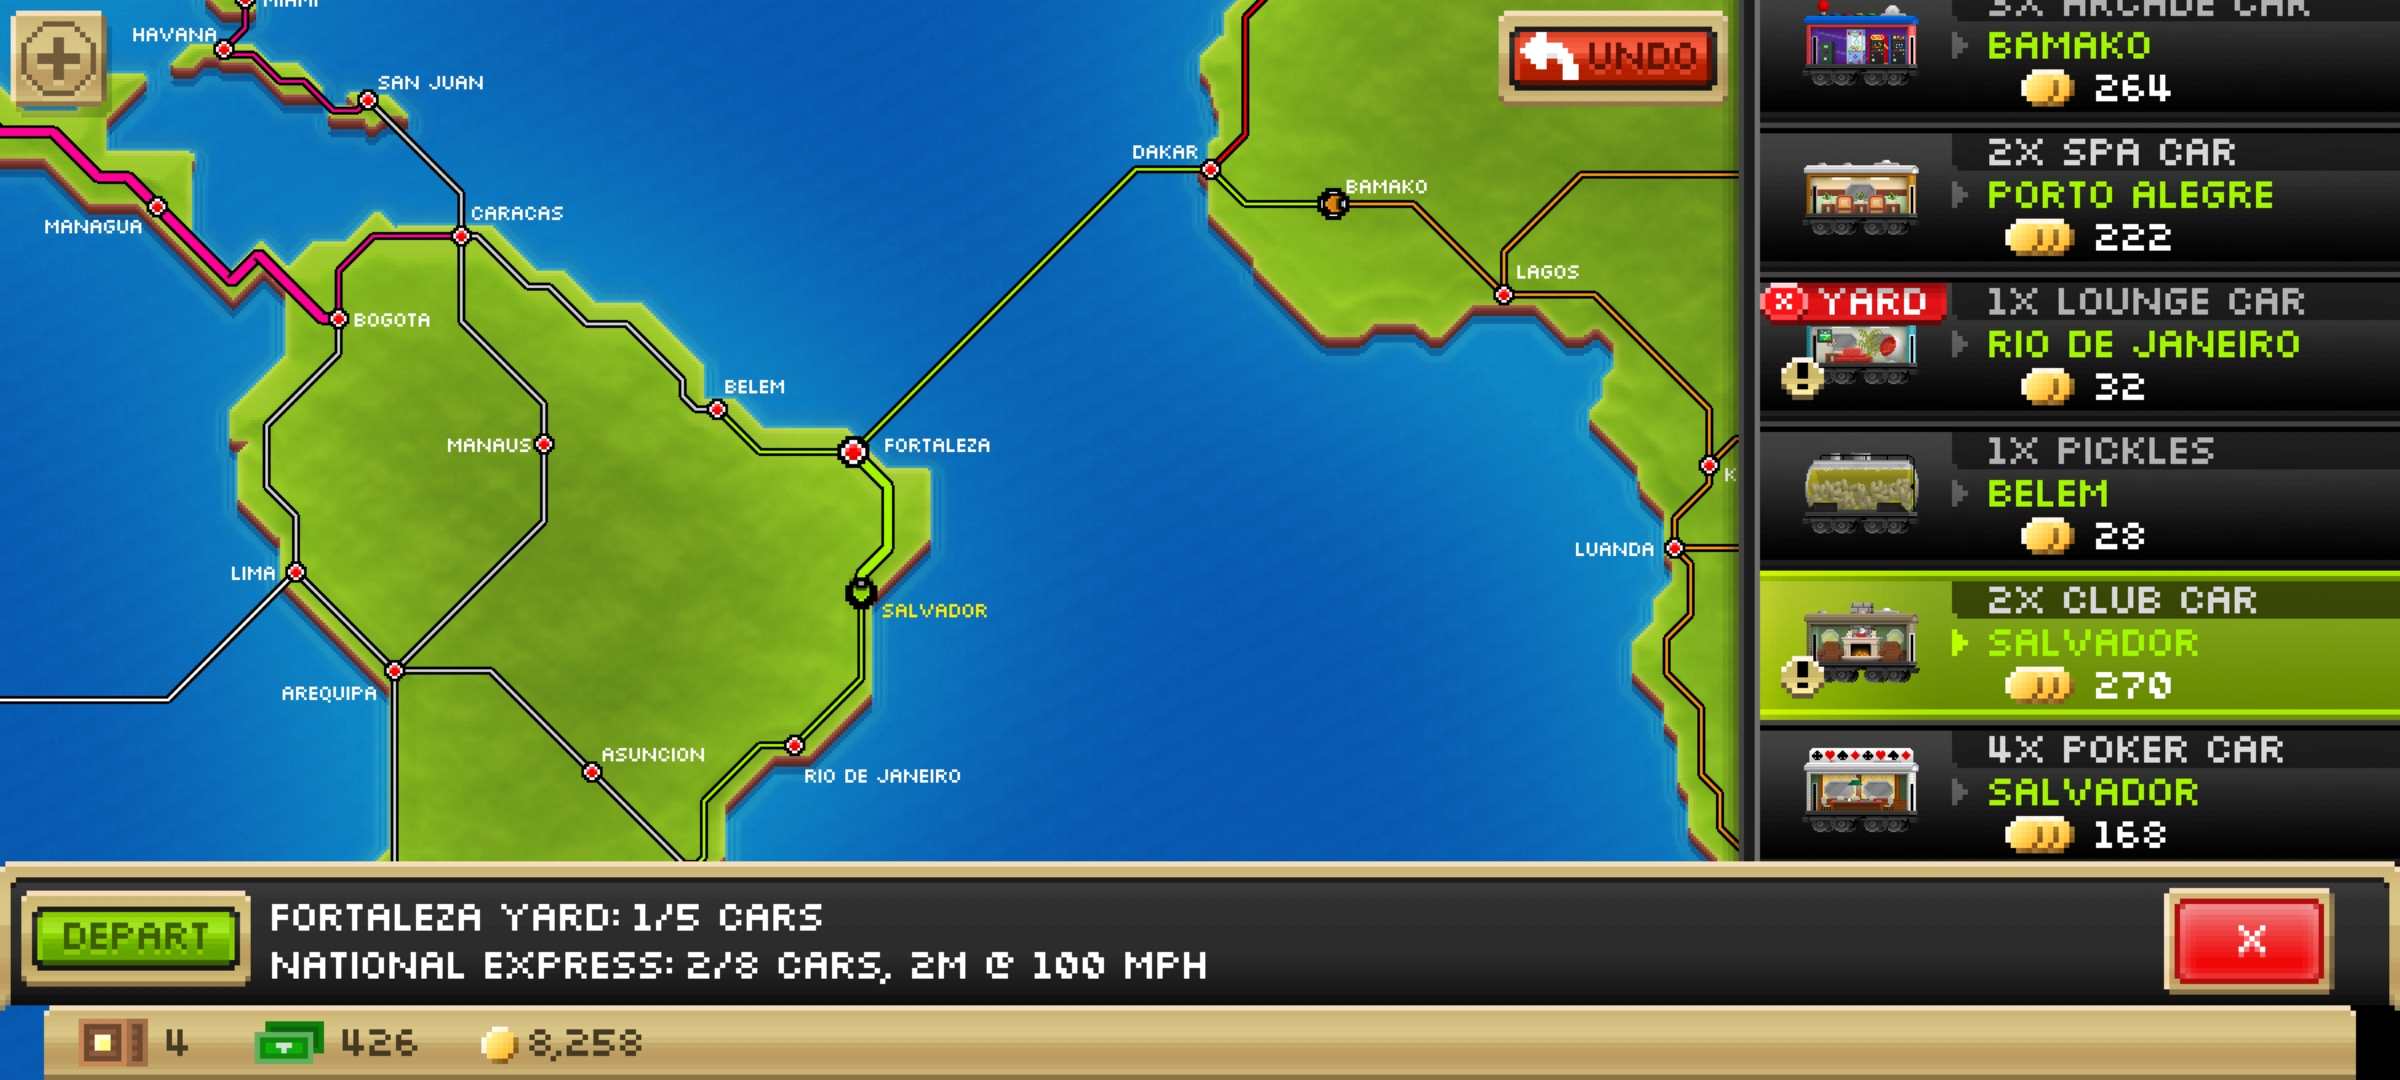 MIAMI
HAVANA
SAN JUAN
UNDO
DAKAR
BAMAKO
CARACAS
MANAGUA
LAGOS
BOGOTA
BELEM
MANAUS
FORTALEZA
K
LUANDA
LIMA
SALVADOR
AREQUIPA
ASUNCION
RIO DE JANEIRO
3X ARCADE CAR
BAMAKO
264
2X SPA CAR
PORTO ALEGRE
222
YARD
1X LOUNGE CAR
RIO DE JANEIRO
32
1X PICKLES
BELEM
28
2X CLUB CAR
SALVADOR
270
4X POKER CAR
SALVADOR
168
DEPART
FORTALEZA YARD: 1/5 CARS
NATIONAL EXPRESS: 2/8 CARS, 2M @ 100 MPH
X
4
426
8,258